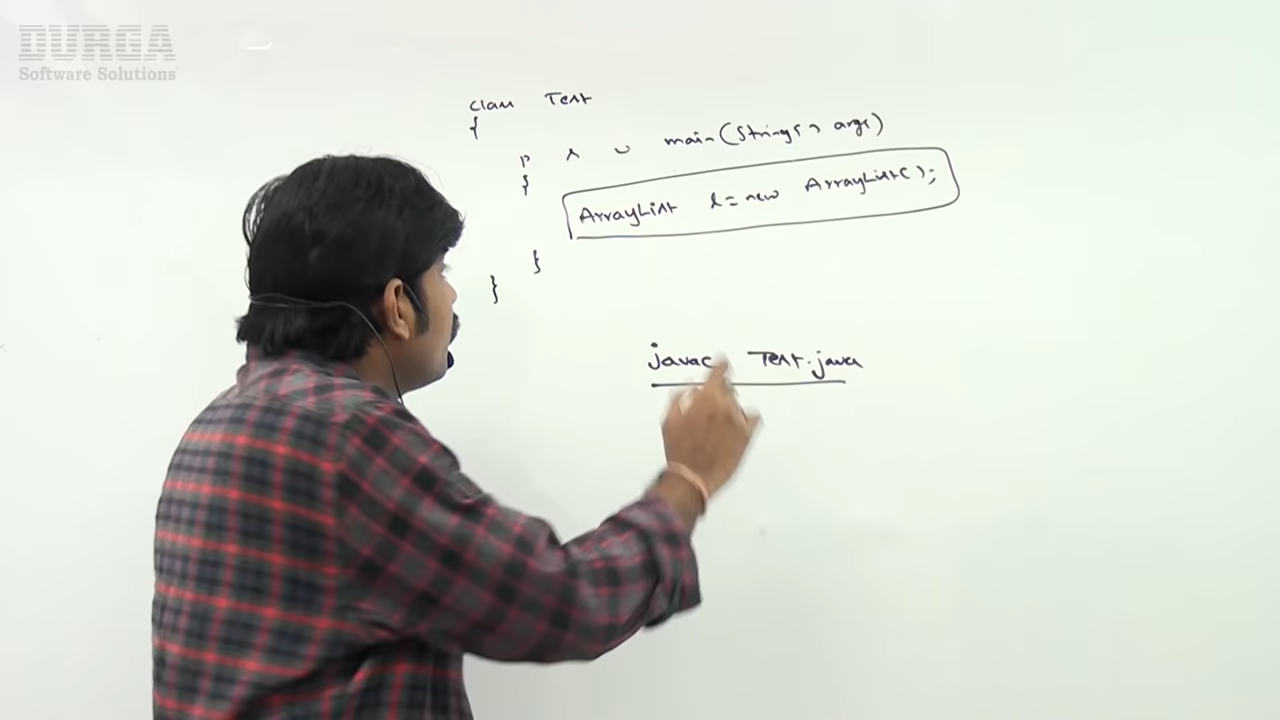 DURGA
Software Solutions
class Test
{
p s v main(String[] args)
{
ArrayList l = new ArrayList();
}
}
javac Test.java